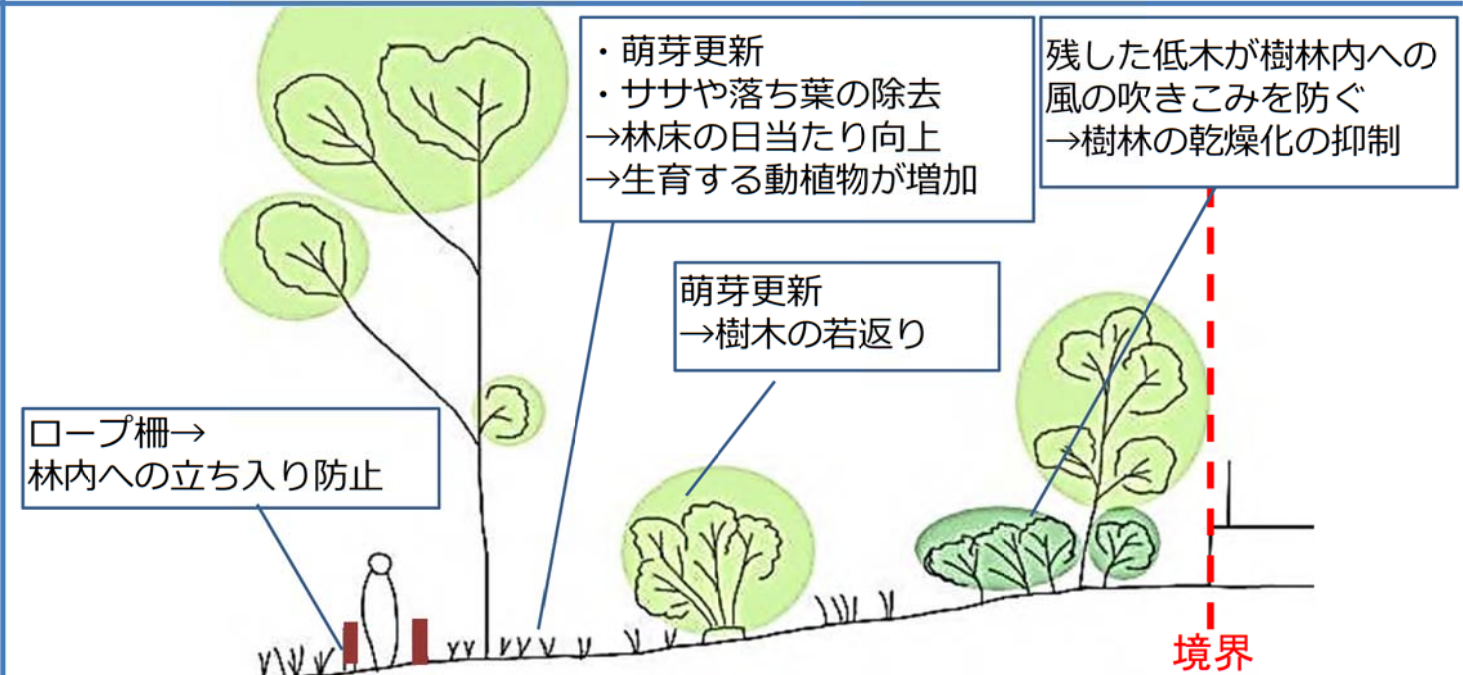 ・萌芽更新
・ササや落ち葉の除去
→林床の日当たり向上
→生育する動植物が増加
残した低木が樹林内への
風の吹きこみを防ぐ
→樹林の乾燥化の抑制
萌芽更新
→樹木の若返り
ロープ柵→
林内への立ち入り防止
境界